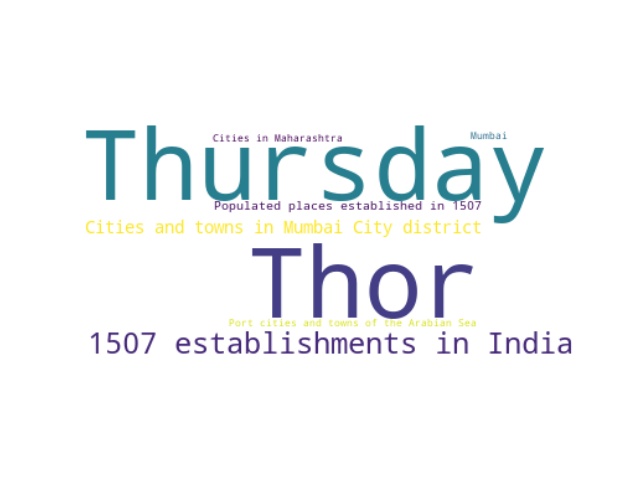 Thursday
Cities in Maharashtra
Mumbai
Populated places established in 1507
Cities and towns in Mumbai City district
Thor
Port cities and towns of the Arabian Sea
1507 establishments in India